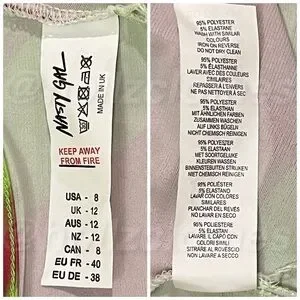 NASTY GAL
MADE IN UK
KEEP AWAY
FROM FIRE
USA - 8
UK - 12
AUS - 12
NZ - 12
CAN - 8
EU FR - 40
EU DE - 38
95% POLYESTER
5% ELASTANE
WASH WITH SIMILAR
COLOURS
IRON ON REVERSE
DO NOT DRY CLEAN
95% POLYESTER
5% ÉLASTHANNE
LAVER AVEC DES COULEURS
SIMILAIRES
REPASSER À L'ENVERS
NE PAS NETTOYER À SEC
95% POLYESTER
5% ELASTHAN
MIT ÄHNLICHEN FARBEN
ZUSAMMEN WASCHEN
AUF LINKS BÜGELN
NICHT CHEMISCH REINIGEN
95% POLYESTER
5% ELASTAAN
MET SOORTGELIJKE
KLEUREN WASSEN
BINNENSTEBUITEN STRIJKEN
NIET CHEMISCH REINIGEN
95% POLIÉSTER
5% ELASTANO
LAVAR CON COLORES
SIMILARES
PLANCHAR DEL REVÉS
NO LAVAR EN SECO
95% POLIESTERE
5% ELASTAN
LAVARE IL CAPO CON
COLORI SIMILI
STIRARE AL ROVESCIO
NON LAVARE A SECCO